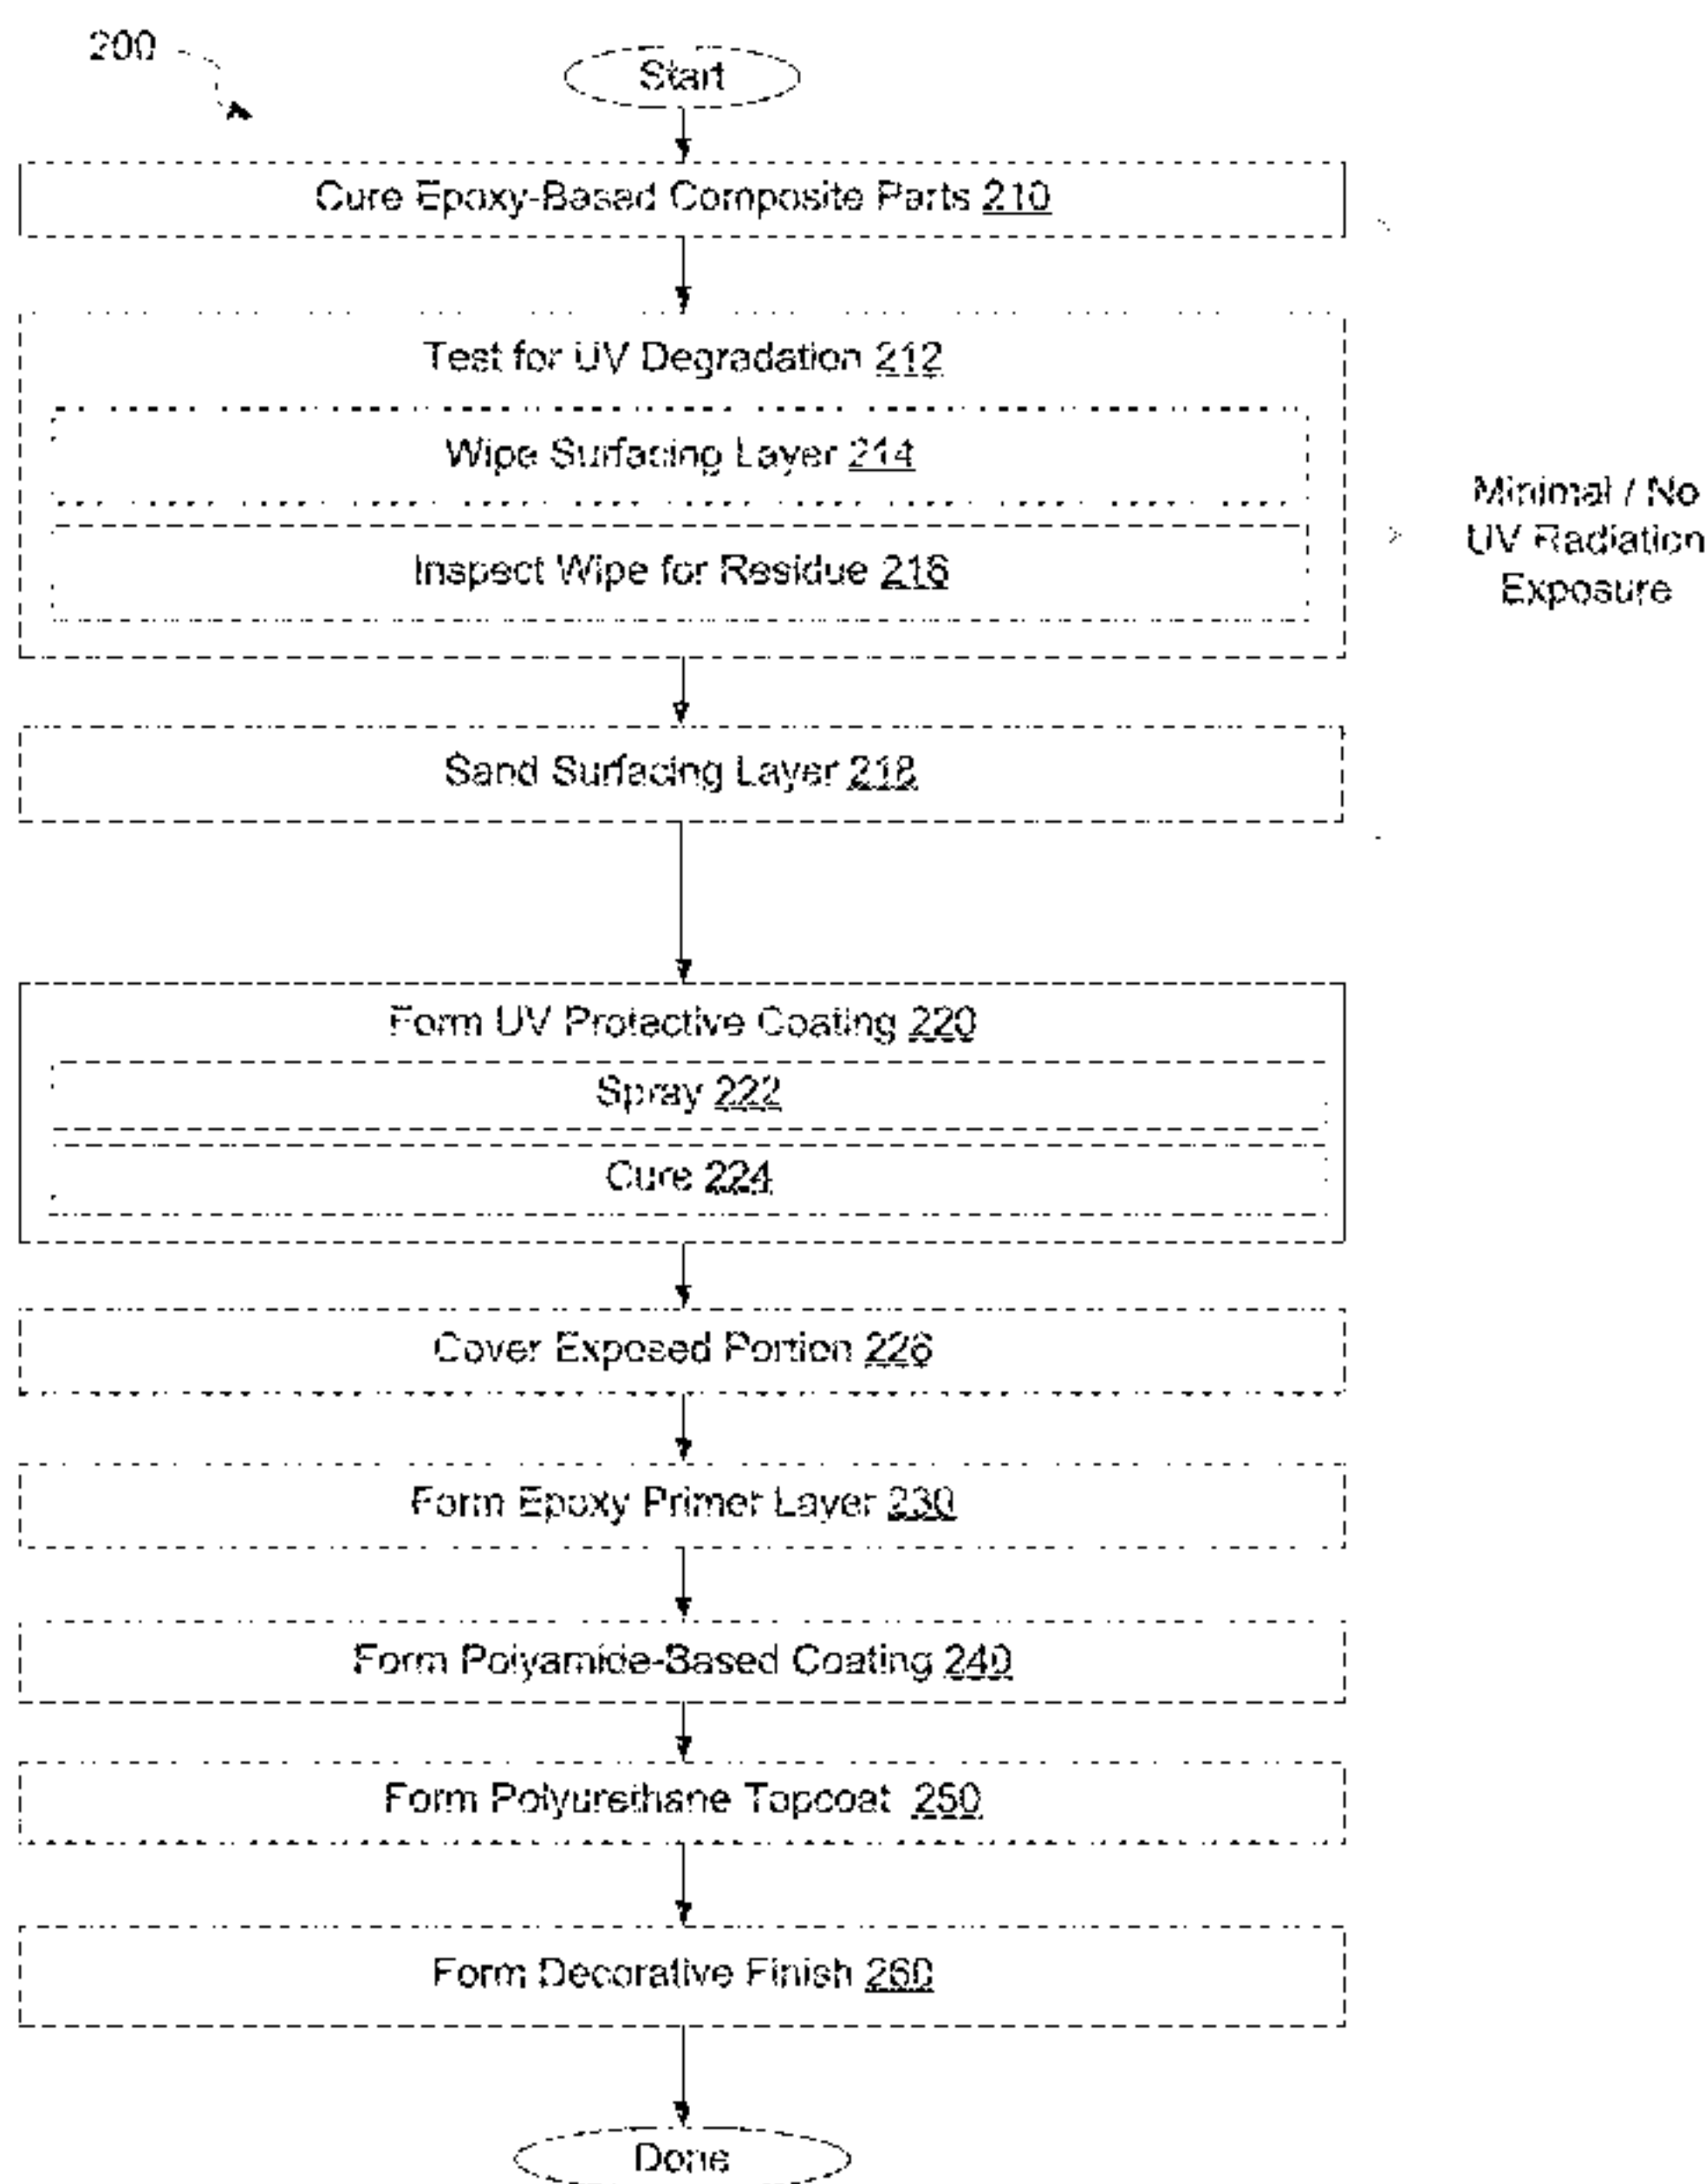 200
Start
Cure Epoxy-Based Composite Parts 210
Test for UV Degradation 212
Wipe Surfacing Layer 214
Inspect Wipe for Residue 216
Minimal / No
UV Radiation
Exposure
Sand Surfacing Layer 218
Form UV Protective Coating 220
Spray 222
Cure 224
Cover Exposed Portion 226
Form Epoxy Primer Layer 230
Form Polyamide-Based Coating 240
Form Polyurethane Topcoat 250
Form Decorative Finish 260
Done